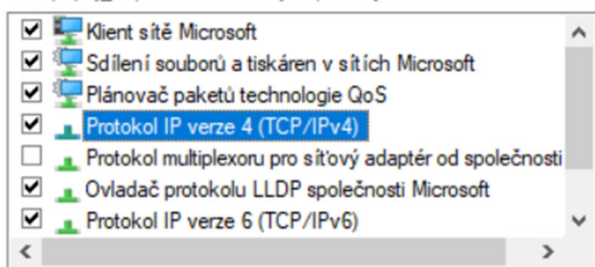 Klient sítě Microsoft
Sdílení souborů a tiskáren v sítích Microsoft
Plánovač paketů technologie QoS
Protokol IP verze 4 (TCP/IPv4)
Protokol multiplexoru pro síťový adaptér od společnosti
Ovladač protokolu LLDP společnosti Microsoft
Protokol IP verze 6 (TCP/IPv6)